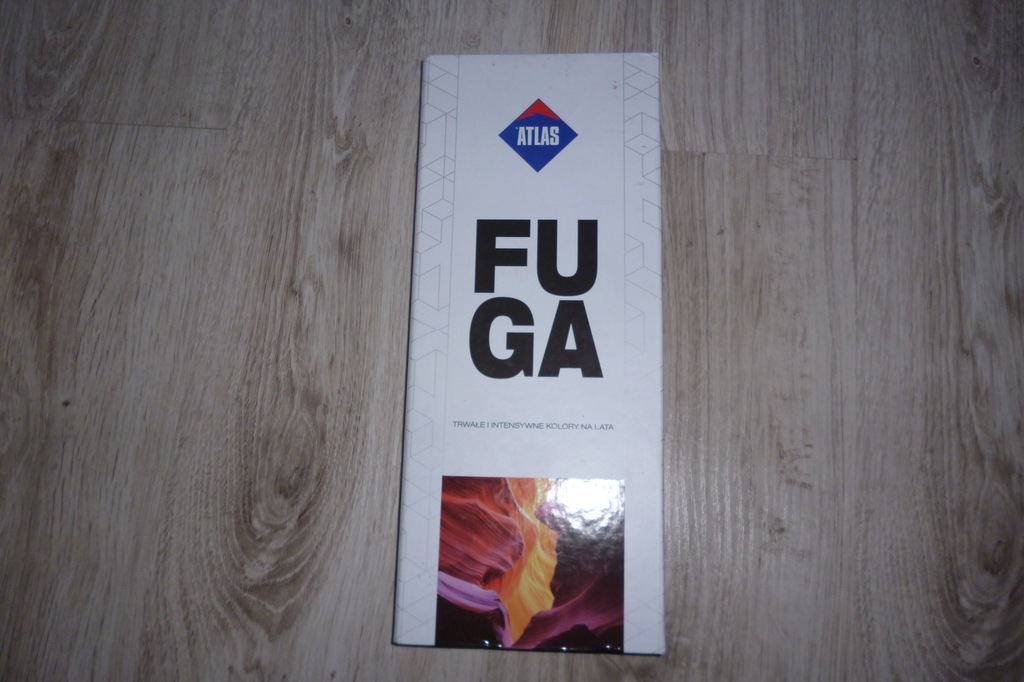 ATLAS
FU
GA
TRWAŁE I INTENSYWNE KOLORY NA LATA